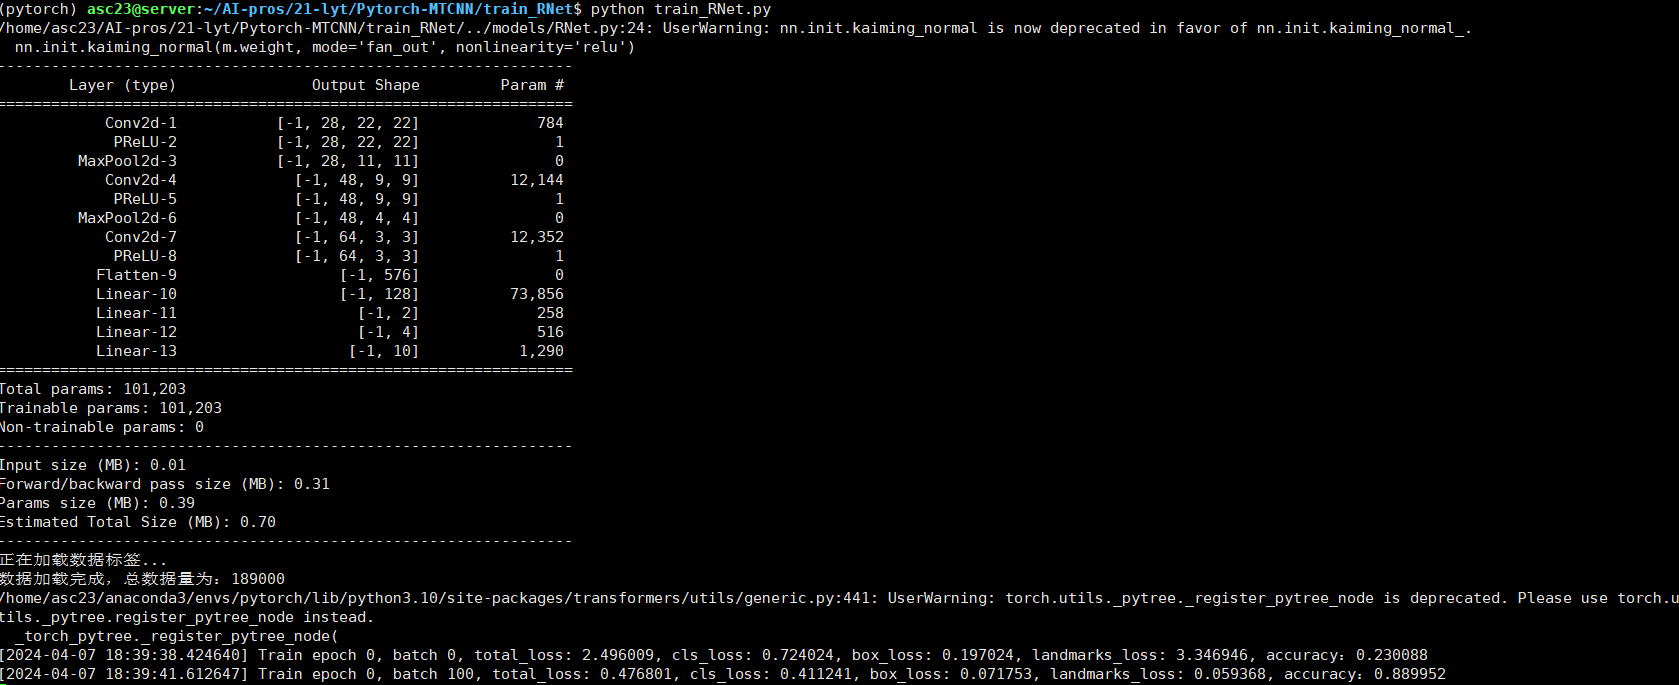 (pytorch) asc23@server:~/AI-pros/21-lyt/Pytorch-MTCNN/train_RNet$ python train_RNet.py
/home/asc23/AI-pros/21-lyt/Pytorch-MTCNN/train_RNet/../models/RNet.py:24: UserWarning: nn.init.kaiming_normal is now deprecated in favor of nn.init.kaiming_normal_.
  nn.init.kaiming_normal(m.weight, mode='fan_out', nonlinearity='relu')
----------------------------------------------------------------
        Layer (type)               Output Shape         Param #
================================================================
            Conv2d-1           [-1, 28, 22, 22]             784
             PReLU-2           [-1, 28, 22, 22]               1
         MaxPool2d-3           [-1, 28, 11, 11]               0
            Conv2d-4             [-1, 48, 9, 9]          12,144
             PReLU-5             [-1, 48, 9, 9]               1
         MaxPool2d-6             [-1, 48, 4, 4]               0
            Conv2d-7             [-1, 64, 3, 3]          12,352
             PReLU-8             [-1, 64, 3, 3]               1
           Flatten-9                  [-1, 576]               0
           Linear-10                  [-1, 128]          73,856
           Linear-11                    [-1, 2]             258
           Linear-12                    [-1, 4]             516
           Linear-13                   [-1, 10]           1,290
================================================================
Total params: 101,203
Trainable params: 101,203
Non-trainable params: 0
----------------------------------------------------------------
Input size (MB): 0.01
Forward/backward pass size (MB): 0.31
Params size (MB): 0.39
Estimated Total Size (MB): 0.70
----------------------------------------------------------------
正在加载数据标签...
数据加载完成，总数据量为：189000
/home/asc23/anaconda3/envs/pytorch/lib/python3.10/site-packages/transformers/utils/generic.py:441: UserWarning: torch.utils._pytree._register_pytree_node is deprecated. Please use torch.u
tils._pytree.register_pytree_node instead.
  _torch_pytree._register_pytree_node(
[2024-04-07 18:39:38.424640] Train epoch 0, batch 0, total_loss: 2.496009, cls_loss: 0.724024, box_loss: 0.197024, landmarks_loss: 3.346946, accuracy：0.230088
[2024-04-07 18:39:41.612647] Train epoch 0, batch 100, total_loss: 0.476801, cls_loss: 0.411241, box_loss: 0.071753, landmarks_loss: 0.059368, accuracy：0.889952